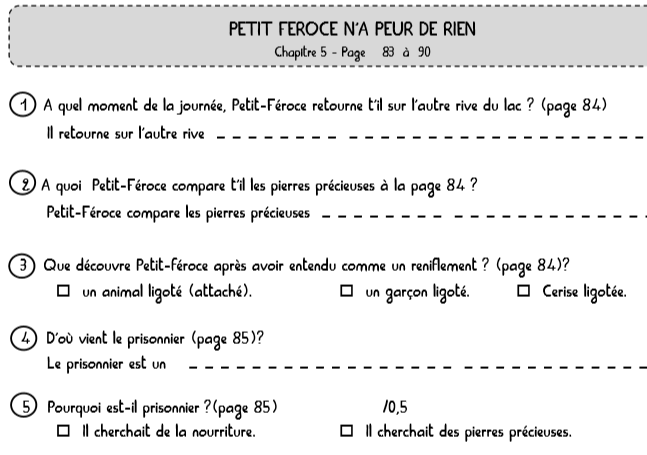 PETIT FEROCE N'A PEUR DE RIEN
Chapitre 5 - Page 83 à 90
1 A quel moment de la journée, Petit-Féroce retourne t'il sur l'autre rive du lac ? (page 84)
Il retourne sur l'autre rive _ _ _ _ _ _ _ _ _ _ _ _ _ _ _ _ _ _ _
2 A quoi Petit-Féroce compare t'il les pierres précieuses à la page 84 ?
Petit-Féroce compare les pierres précieuses _ _ _ _ _ _ _ _ _ _ _ _ _ _
3 Que découvre Petit-Féroce après avoir entendu comme un reniflement ? (page 84)?
□ un animal ligoté (attaché). □ un garçon ligoté. □ Cerise ligotée.
4 D'où vient le prisonnier (page 85)?
Le prisonnier est un _ _ _ _ _ _ _ _ _ _ _ _ _ _ _ _ _ _ _ _
5 Pourquoi est-il prisonnier ?(page 85) /0,5
□ Il cherchait de la nourriture. □ Il cherchait des pierres précieuses.